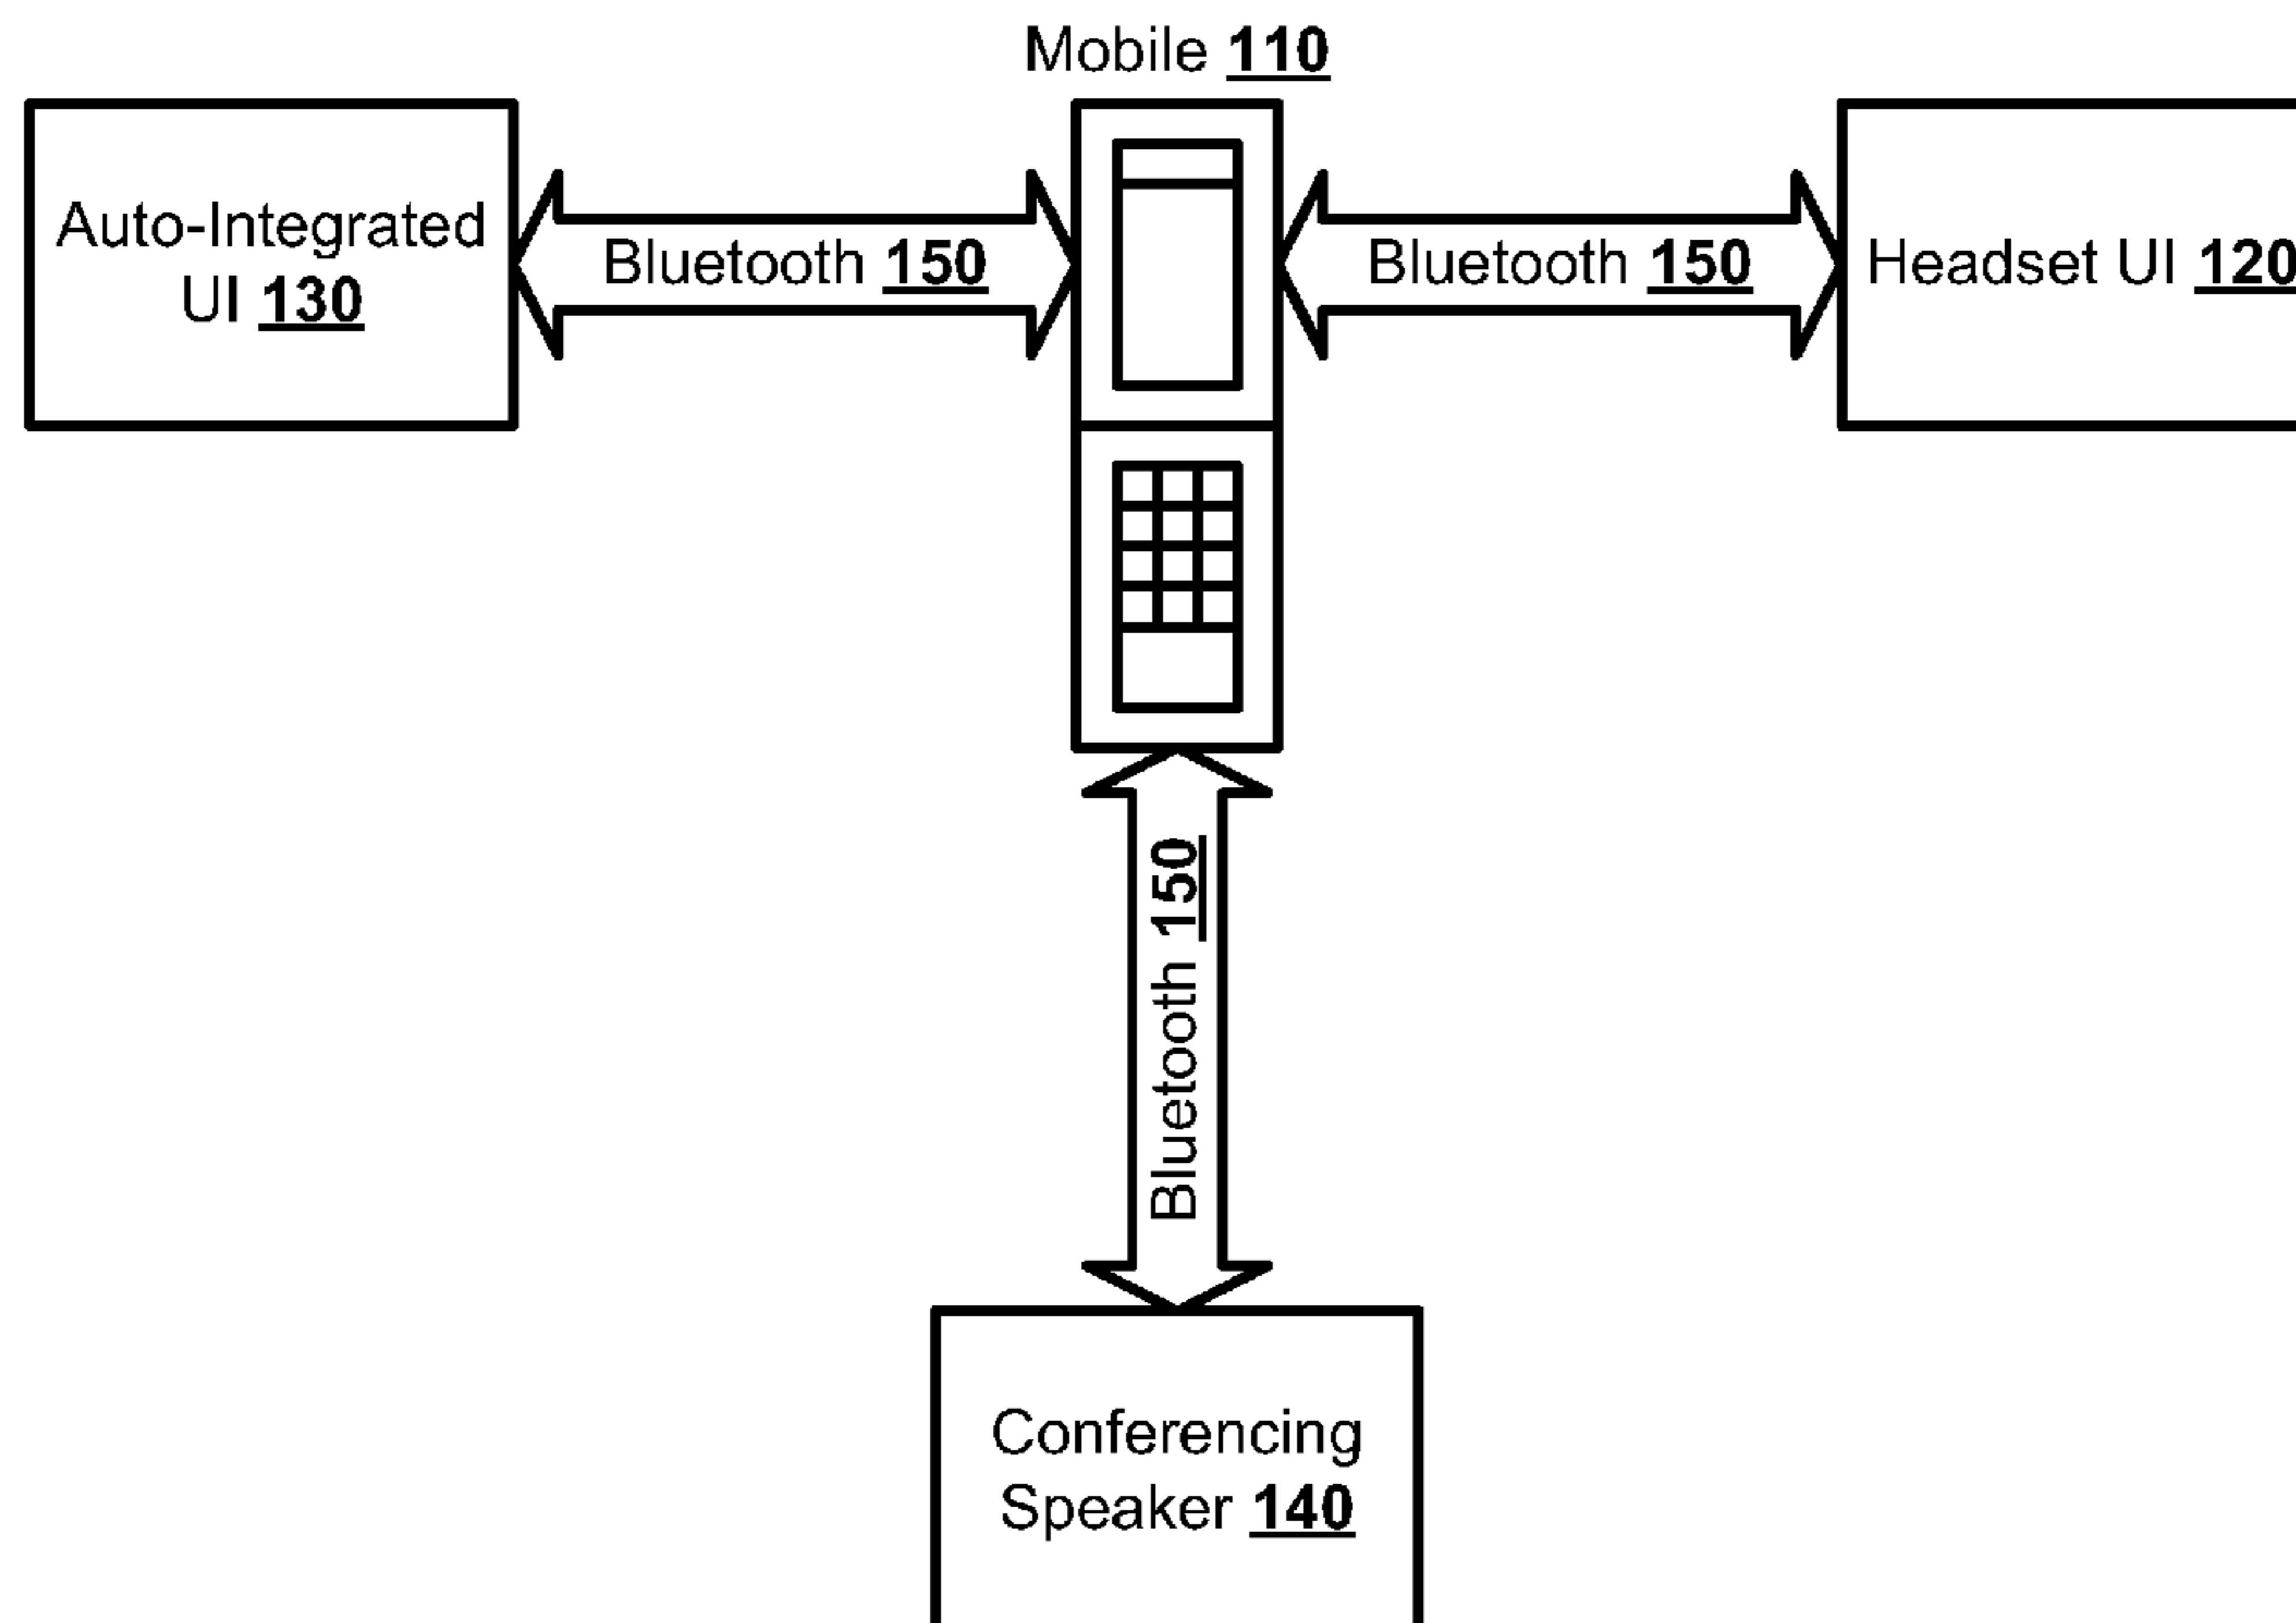 Mobile 110
Auto-Integrated
UI 130
Bluetooth 150
Bluetooth 150
Headset UI 120
Bluetooth 150
Conferencing
Speaker 140